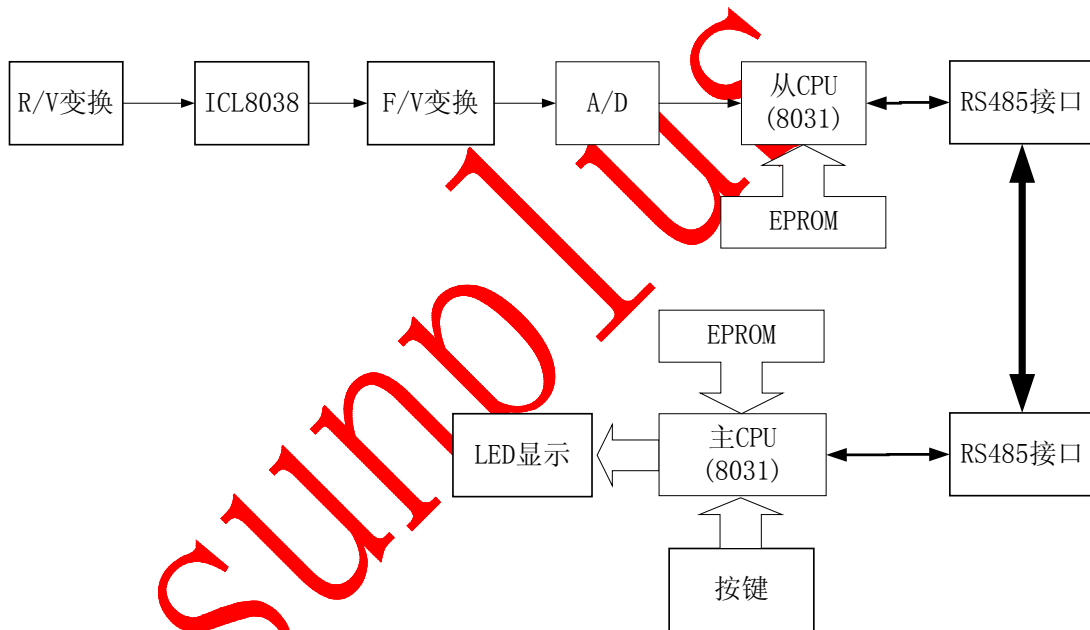 R/V变换
ICL8038
F/V变换
A/D
从CPU
(8031)
RS485接口
EPROM
EPROM
LED显示
主CPU
(8031)
RS485接口
按键
sunplus